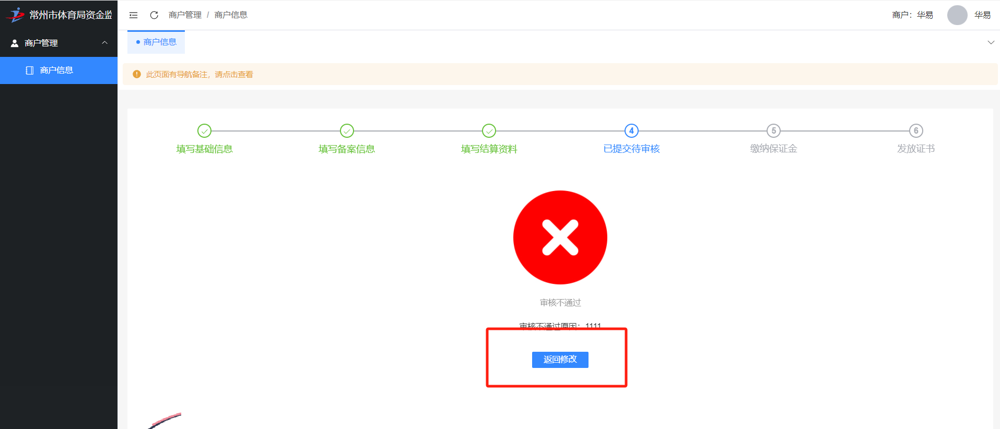 常州市体育局资金监
商户管理 / 商户信息
商户：华易
华易
商户管理
商户信息
商户信息
此页面有导航备注，请点击查看
4
5
6
填写基础信息
填写备案信息
填写结算资料
已提交待审核
缴纳保证金
发放证书
审核不通过
审核不通过原因：1111
返回修改